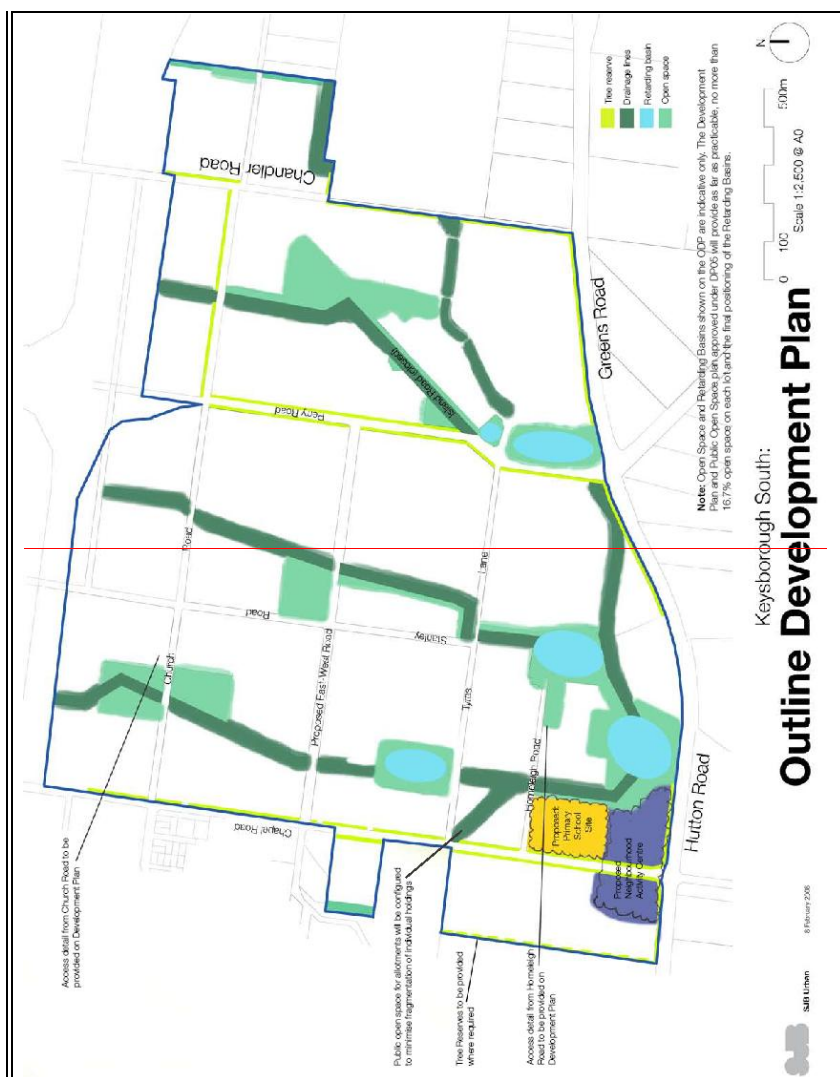 Access detail from Church Road to be
provided on Development Plan
Public open space for allotments will be configured
to minimise fragmentation of individual holdings
Tree Reserves to be provided
where required
Access detail from Homeleigh
Road to be provided on
Development Plan
Chapel Road
Church
Road
Proposed East-West Road
Road
Stanley
Tyms
Lane
Homeleigh Road
Perry Road
Island Road (closed)
Chandler Road
Greens Road
Hutton Road
Proposed
Primary
School
Site
Proposed
Neighbourhood
Activity Centre
Tree reserve
Drainage lines
Retarding basin
Open space
Note: Open Space and Retarding Basins shown on the ODP are indicative only. The Development
Plan and Public Open Space plan approved under DPO5 will provide as far as practicable, no more than
16.7% open space on each lot and the final positioning of the Retarding Basins.
Keysborough South:
Outline Development Plan
0 100 500m
Scale 1:2,500 @ A0
N
SJB
SJB Urban